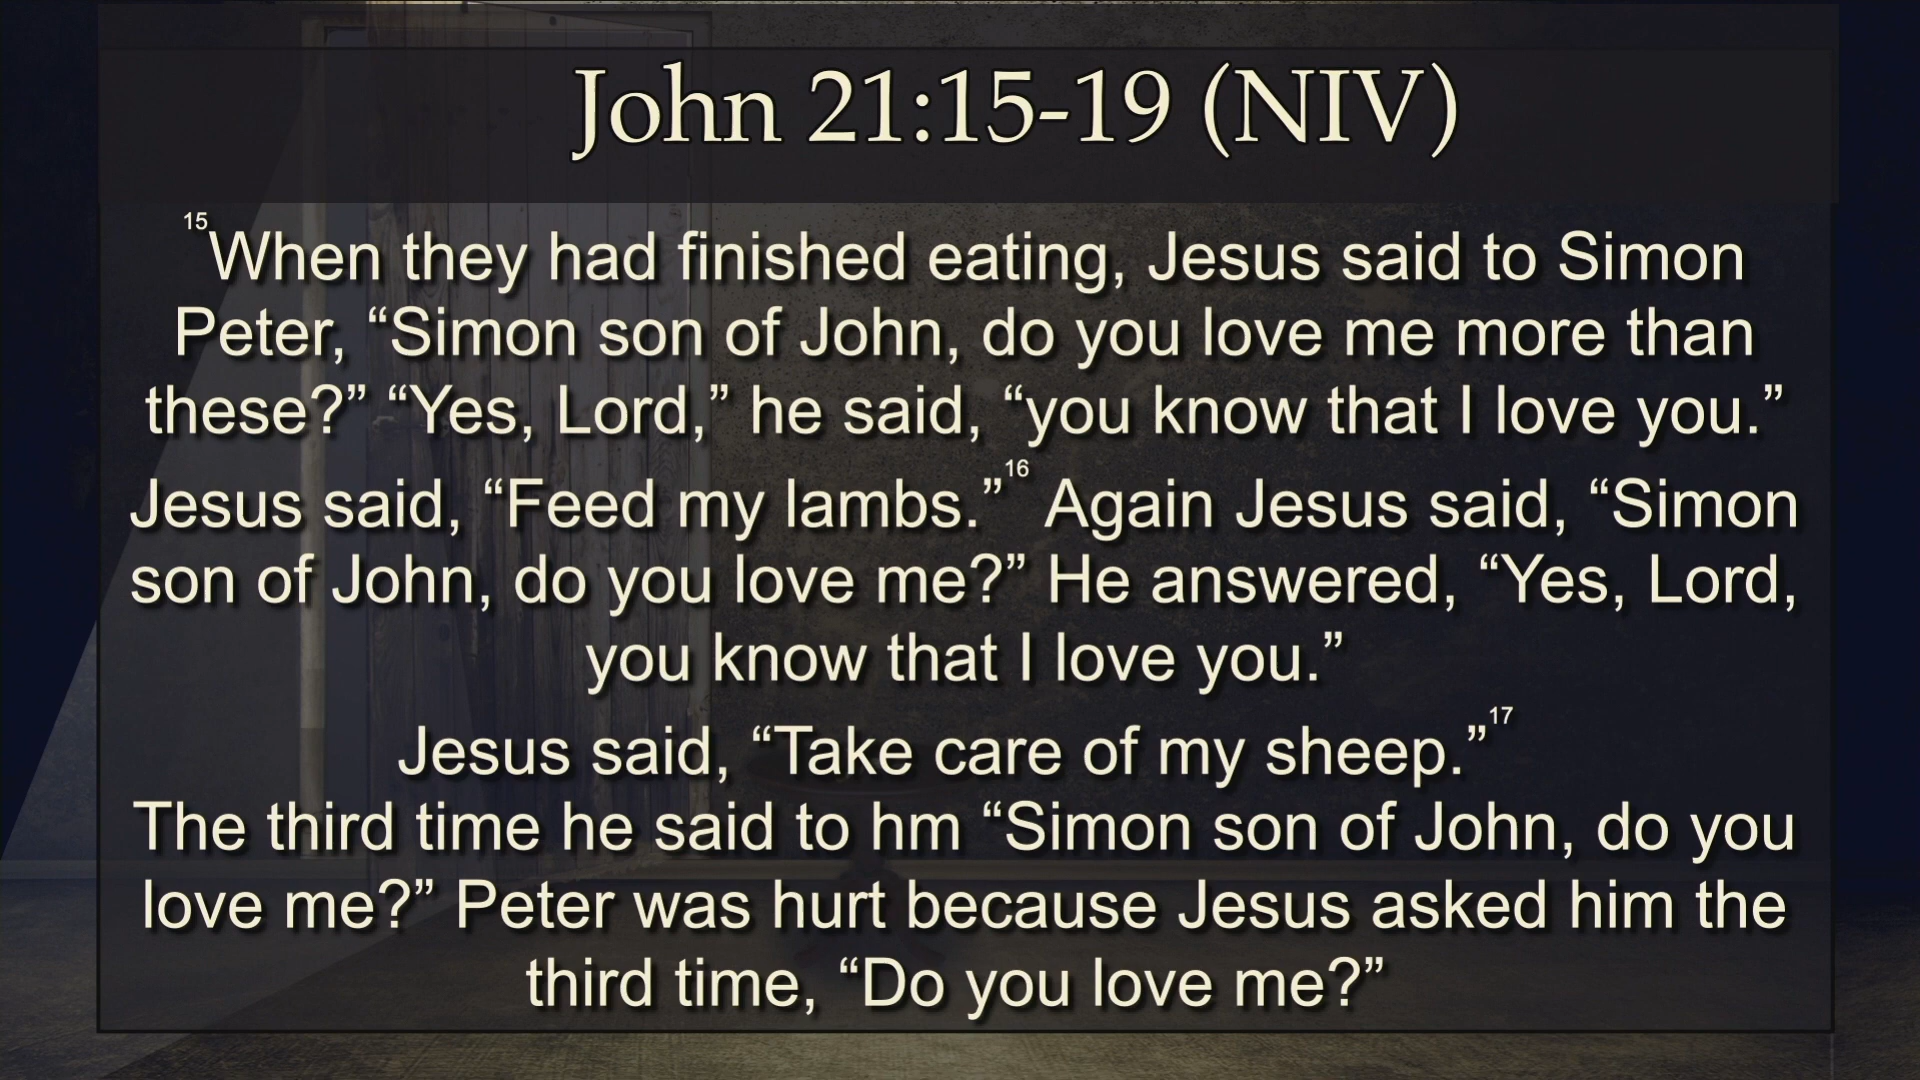 John 21:15-19 (NIV)
15When they had finished eating, Jesus said to Simon
Peter, “Simon son of John, do you love me more than
these?” “Yes, Lord,” he said, “you know that I love you.”
Jesus said, “Feed my lambs.”16 Again Jesus said, “Simon
son of John, do you love me?” He answered, “Yes, Lord,
you know that I love you.”
Jesus said, “Take care of my sheep.”17
The third time he said to hm “Simon son of John, do you
love me?” Peter was hurt because Jesus asked him the
third time, “Do you love me?”